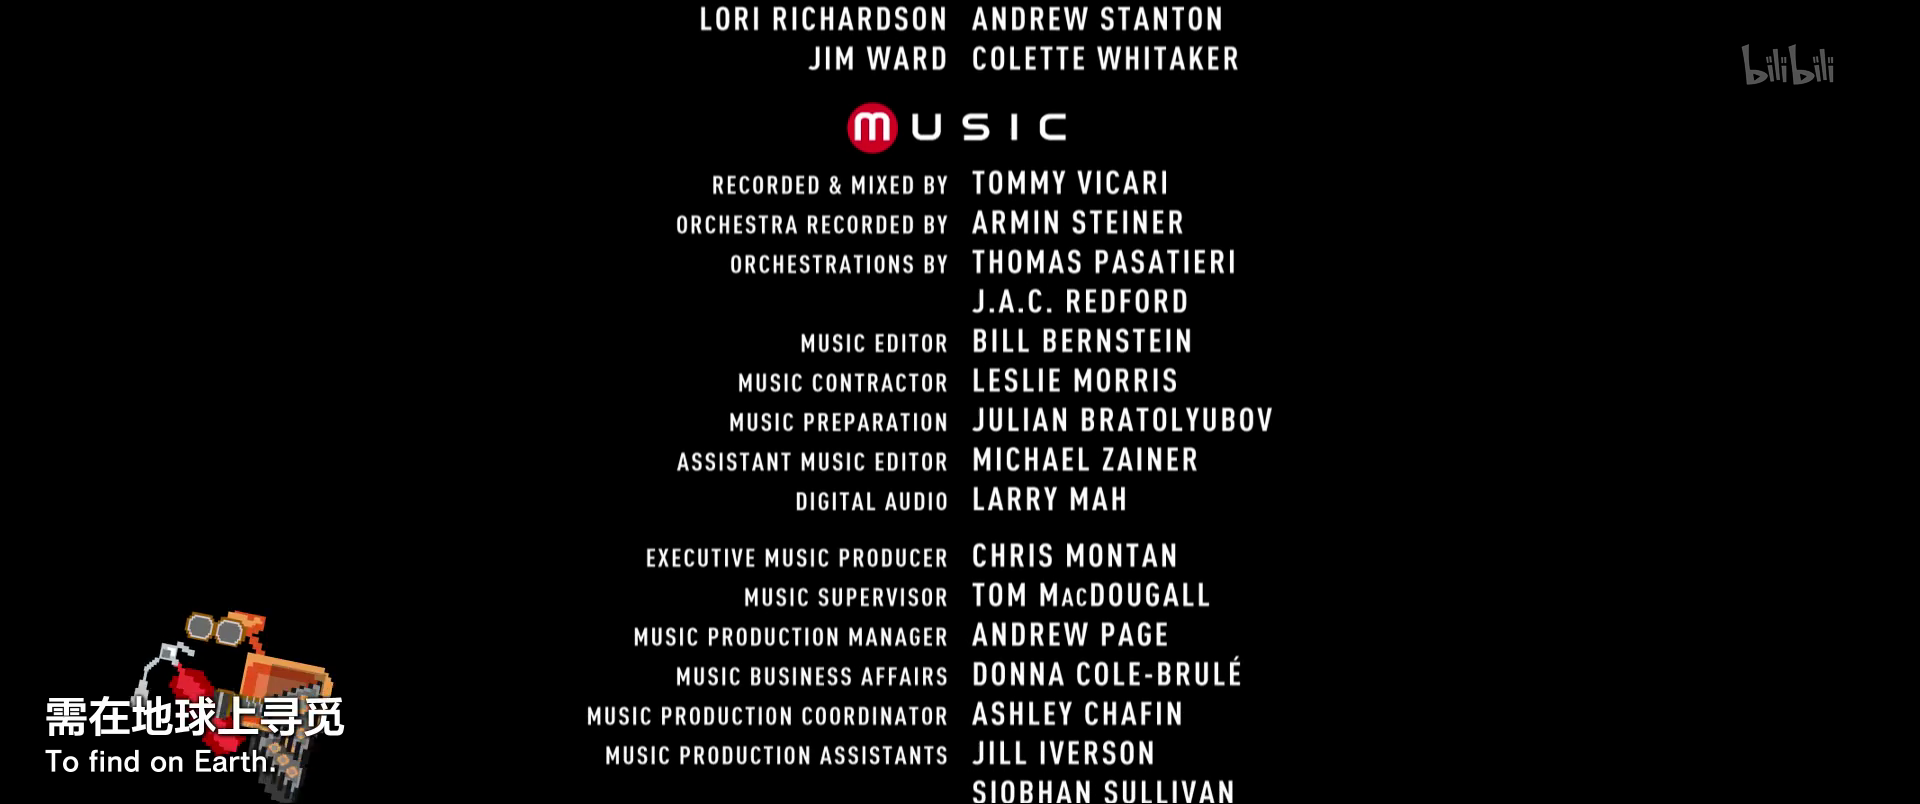 LORI RICHARDSON ANDREW STANTON
JIM WARD COLETTE WHITAKER
bilibili
MUSIC
RECORDED & MIXED BY TOMMY VICARI
ORCHESTRA RECORDED BY ARMIN STEINER
ORCHESTRATIONS BY THOMAS PASATIERI
J.A.C. REDFORD
MUSIC EDITOR BILL BERNSTEIN
MUSIC CONTRACTOR LESLIE MORRIS
MUSIC PREPARATION JULIAN BRATOLYUBOV
ASSISTANT MUSIC EDITOR MICHAEL ZAINER
DIGITAL AUDIO LARRY MAH
EXECUTIVE MUSIC PRODUCER CHRIS MONTAN
MUSIC SUPERVISOR TOM MACDOUGALL
MUSIC PRODUCTION MANAGER ANDREW PAGE
MUSIC BUSINESS AFFAIRS DONNA COLE-BRULÉ
MUSIC PRODUCTION COORDINATOR ASHLEY CHAFIN
MUSIC PRODUCTION ASSISTANTS JILL IVERSON
SIOBHAN SULLIVAN
需在地球上寻觅
To find on Earth.